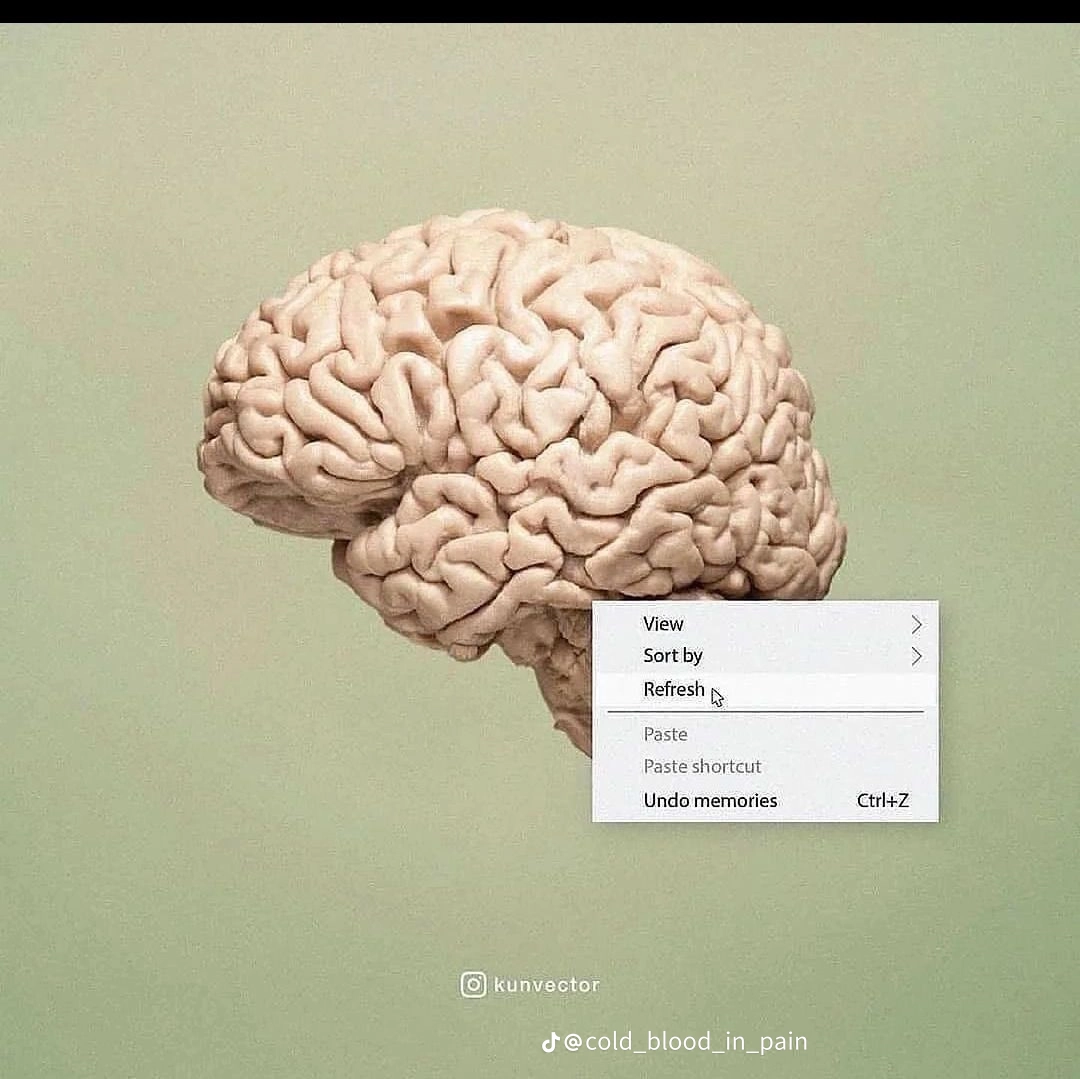 View
Sort by
Refresh
Paste
Paste shortcut
Undo memories Ctrl+Z
kunvector
@cold_blood_in_pain